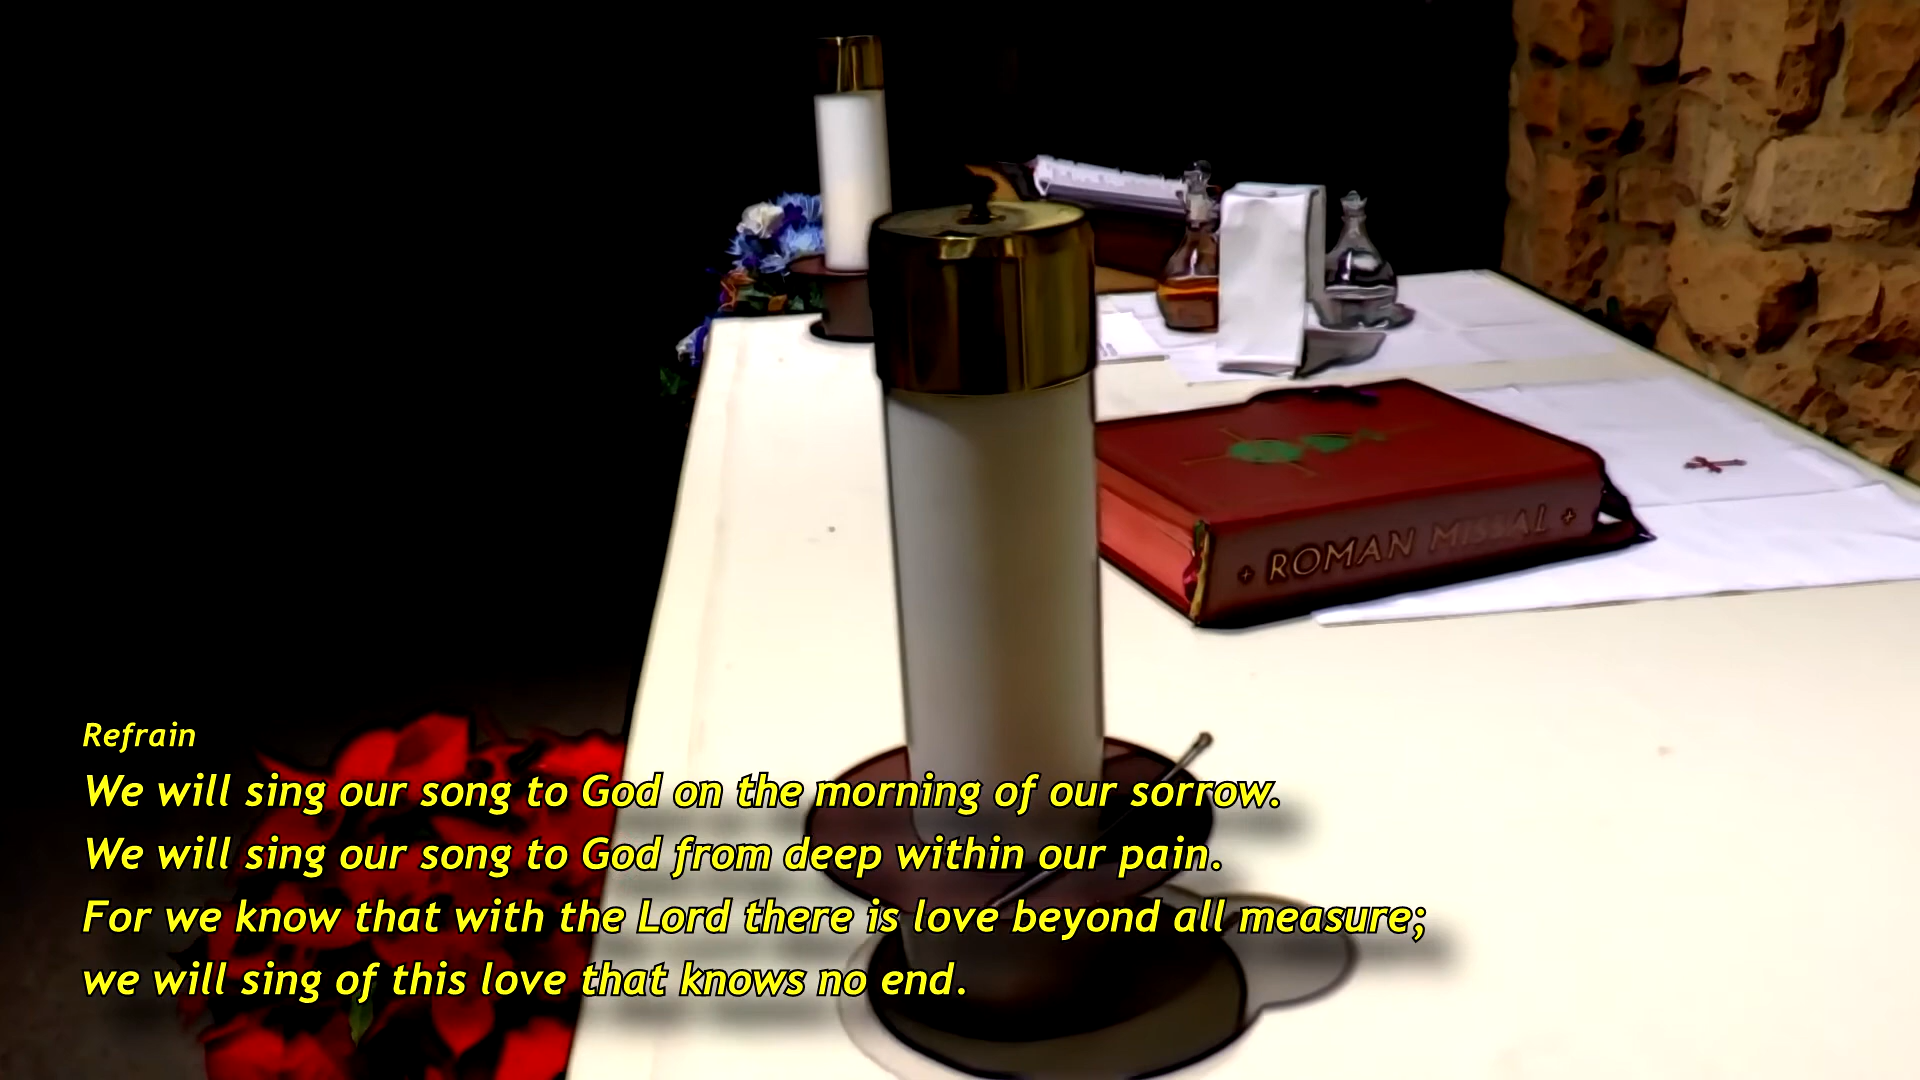 + ROMAN MISSAL +
Refrain
We will sing our song to God on the morning of our sorrow.
We will sing our song to God from deep within our pain.
For we know that with the Lord there is love beyond all measure;
we will sing of this love that knows no end.